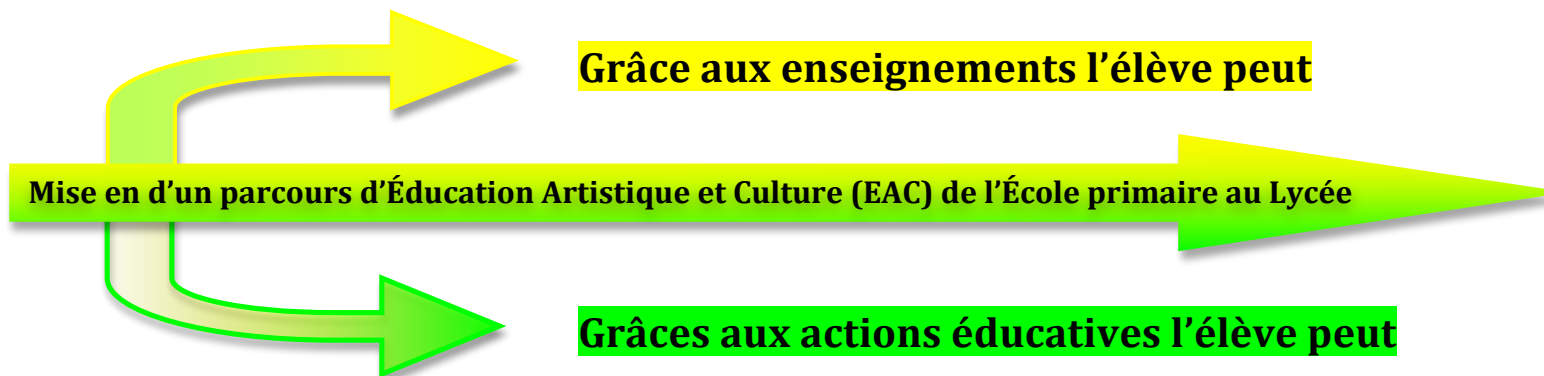 Grâce aux enseignements l’élève peut
Mise en d’un parcours d’Éducation Artistique et Culture (EAC) de l’École primaire au Lycée
Grâces aux actions éducatives l’élève peut